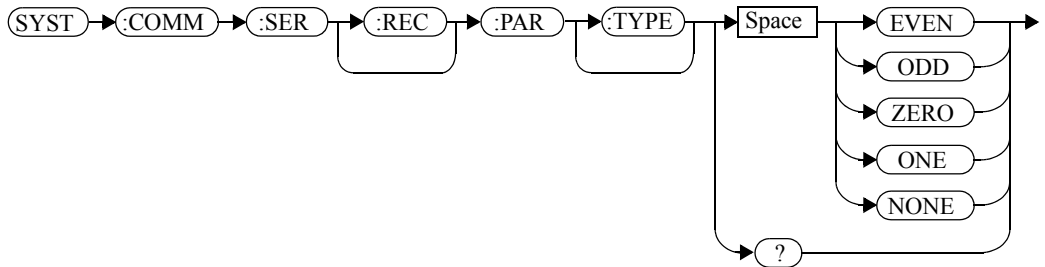 SYST :COMM :SER :REC :PAR :TYPE Space EVEN
ODD
ZERO
ONE
NONE
?